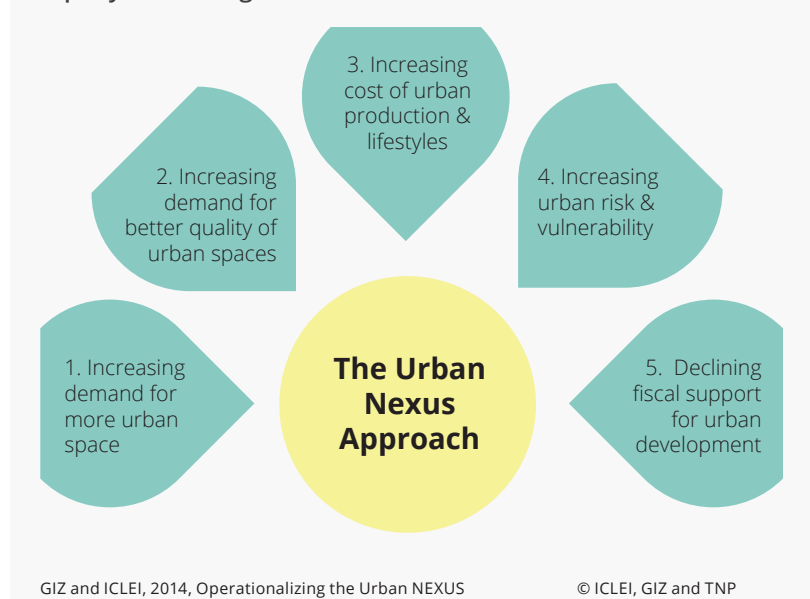 3. Increasing
cost of urban
production &
lifestyles
2. Increasing
demand for
better quality of
urban spaces
4. Increasing
urban risk &
vulnerability
1. Increasing
demand for
more urban
space
The Urban
Nexus
Approach
5. Declining
fiscal support
for urban
development
GIZ and ICLEI, 2014, Operationalizing the Urban NEXUS
© ICLEI, GIZ and TNP